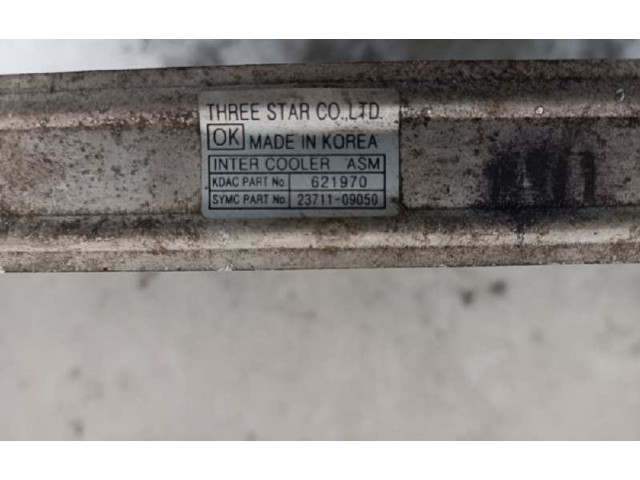 THREE STAR CO.,LTD.
OK MADE IN KOREA
INTER COOLER ASM
KDAC PART No 621970
SYMC PART No 23711-09050